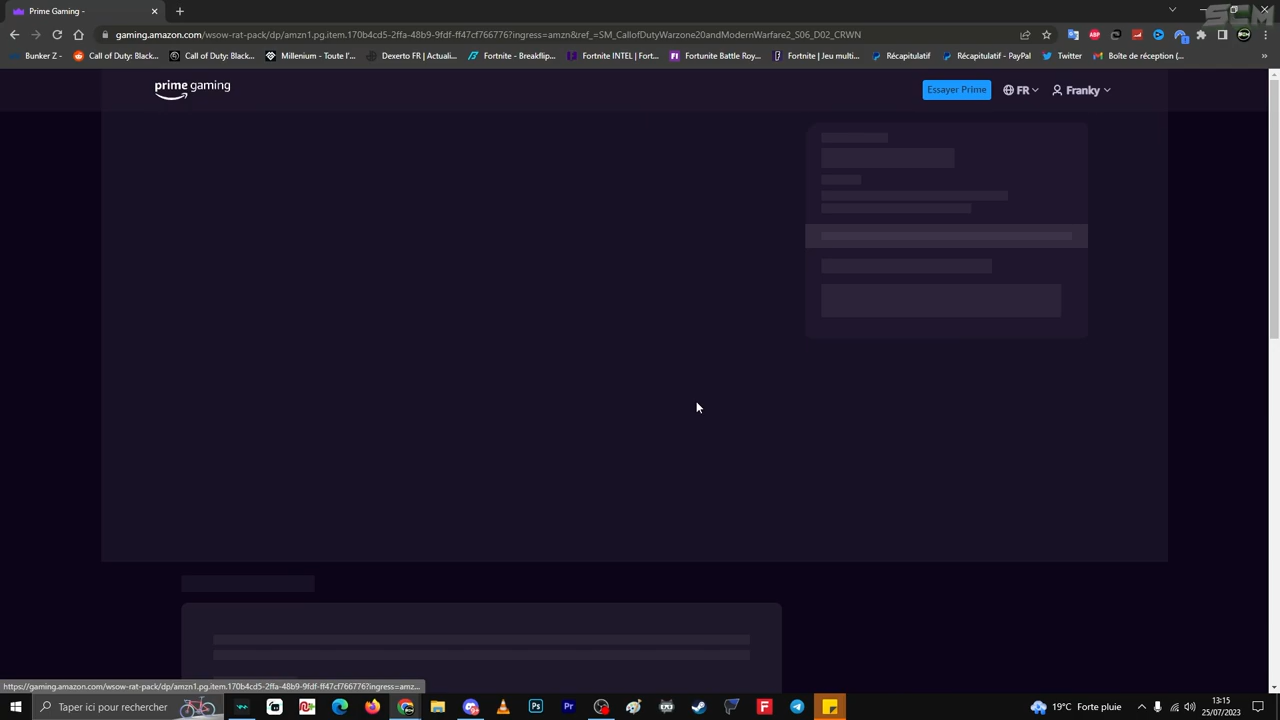 Prime Gaming -
SCM
gaming.amazon.com/wsow-rat-pack/dp/amzn1.pg.item.170b4cd5-2ffa-48b9-9fdf-ff47cf766776?ingress=amzn&ref_=SM_CallofDutyWarzone20andModernWarfare2_S06_D02_CRWN
Bunker Z -
Call of Duty: Black...
Call of Duty: Black...
Millenium - Toute l'...
Dexerto FR | Actuali...
Fortnite - Breakflip...
Fortnite INTEL | Fort...
Fortunite Battle Roy...
Fortnite | Jeu multi...
Récapitulatif
Récapitulatif - PayPal
Twitter
Boîte de réception (...
»
prime gaming
Essayer Prime
FR
Franky
https://gaming.amazon.com/wsow-rat-pack/dp/amzn1.pg.item.170b4cd5-2ffa-48b9-9fdf-ff47cf766776?ingress=amz...
Taper ici pour rechercher
19°C Forte pluie
13:15
25/07/2023